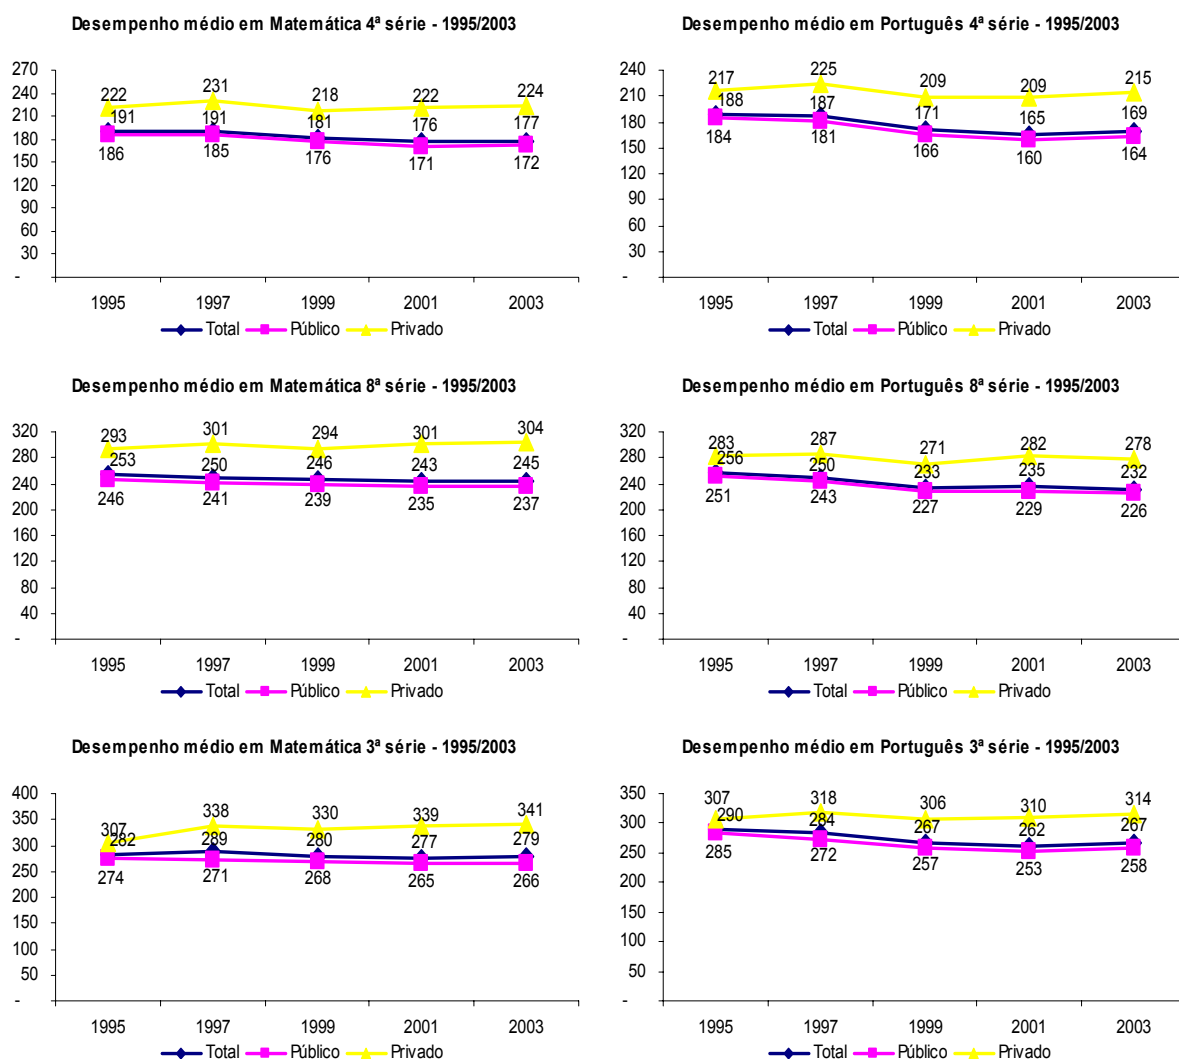 Desempenho médio em Matemática 4ª série - 1995/2003
270
240
210
180
150
120
90
60
30
-
222 231 218 222 224
191 191 181 176 177
186 185 176 171 172
1995 1997 1999 2001 2003
Total Público Privado
Desempenho médio em Português 4ª série - 1995/2003
240
210
180
150
120
90
60
30
-
217 225 209 209 215
188 187 171 165 169
184 181 166 160 164
1995 1997 1999 2001 2003
Total Público Privado
Desempenho médio em Matemática 8ª série - 1995/2003
320
280
240
200
160
120
80
40
-
293 301 294 301 304
253 250 246 243 245
246 241 239 235 237
1995 1997 1999 2001 2003
Total Público Privado
Desempenho médio em Português 8ª série - 1995/2003
320
280
240
200
160
120
80
40
-
283 287 271 282 278
256 250 233 235 232
251 243 227 229 226
1995 1997 1999 2001 2003
Total Público Privado
Desempenho médio em Matemática 3ª série - 1995/2003
400
350
300
250
200
150
100
50
-
307 338 330 339 341
282 289 280 277 279
274 271 268 265 266
1995 1997 1999 2001 2003
Total Público Privado
Desempenho médio em Português 3ª série - 1995/2003
350
300
250
200
150
100
50
-
307 318 306 310 314
290 284 267 262 267
285 272 257 253 258
1995 1997 1999 2001 2003
Total Público Privado